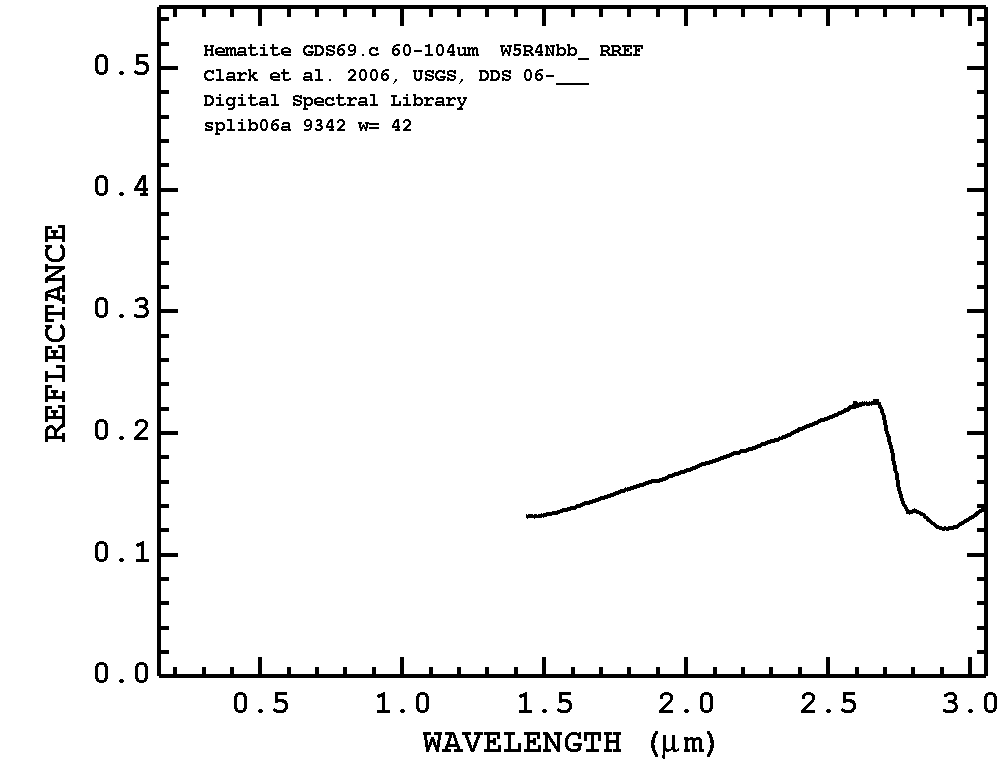 Hematite GDS69.c 60-104um W5R4Nbb_ RREF
Clark et al. 2006, USGS, DDS 06-___
Digital Spectral Library
splib06a 9342 w= 42
REFLECTANCE
0.5
0.4
0.3
0.2
0.1
0.0
0.5 1.0 1.5 2.0 2.5 3.0
WAVELENGTH (μm)